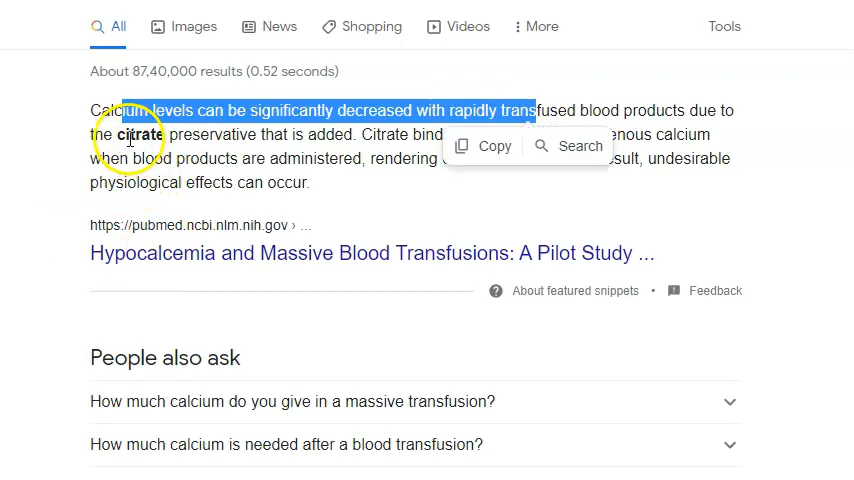 All Images News Shopping Videos More Tools
About 87,40,000 results (0.52 seconds)
Calcium levels can be significantly decreased with rapidly transfused blood products due to
the citrate preservative that is added. Citrate bind enous calcium
when blood products are administered, rendering sult, undesirable
physiological effects can occur.
Copy Search
https://pubmed.ncbi.nlm.nih.gov › ...
Hypocalcemia and Massive Blood Transfusions: A Pilot Study ...
About featured snippets • Feedback
People also ask
How much calcium do you give in a massive transfusion?
How much calcium is needed after a blood transfusion?